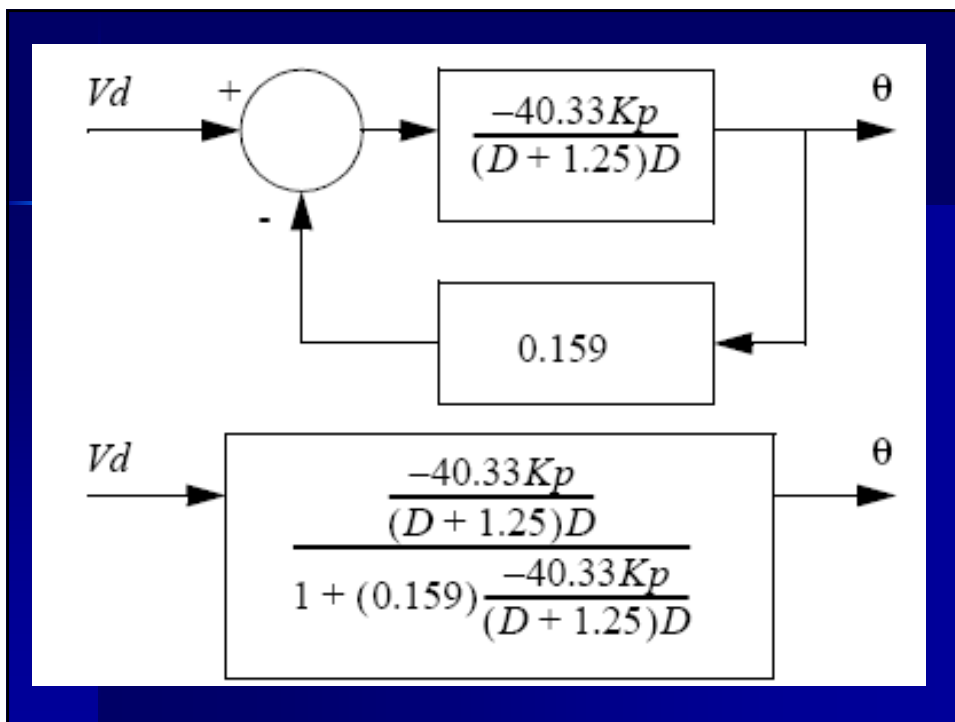 Vd + −40.33Kp θ
(D + 1.25)D
-
0.159
Vd θ
−40.33Kp
(D + 1.25)D
1 + (0.159) −40.33Kp
(D + 1.25)D